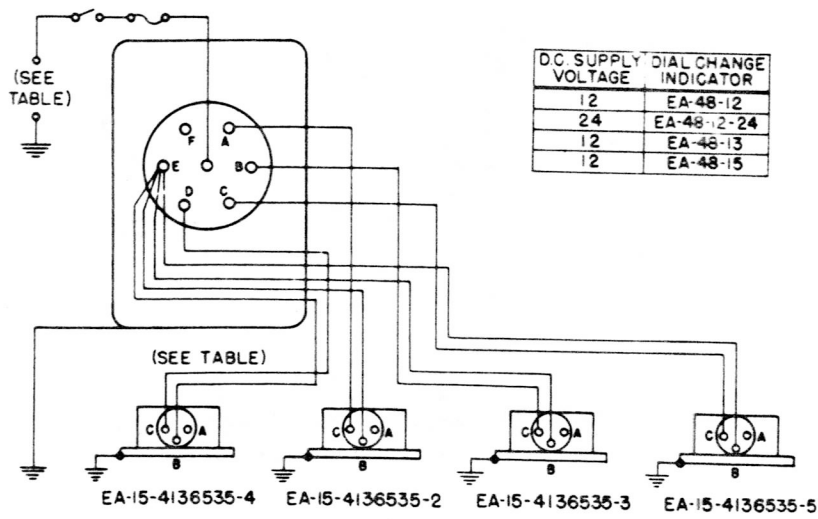 (SEE
TABLE)
D.C. SUPPLY
VOLTAGE
DIAL CHANGE
INDICATOR
12 EA-48-12
24 EA-48-12-24
12 EA-48-13
12 EA-48-15
F A
E B
D C
(SEE TABLE)
C A
B
C A
B
C A
B
C A
B
EA-15-4136535-4
EA-15-4136535-2
EA-15-4136535-3
EA-15-4136535-5